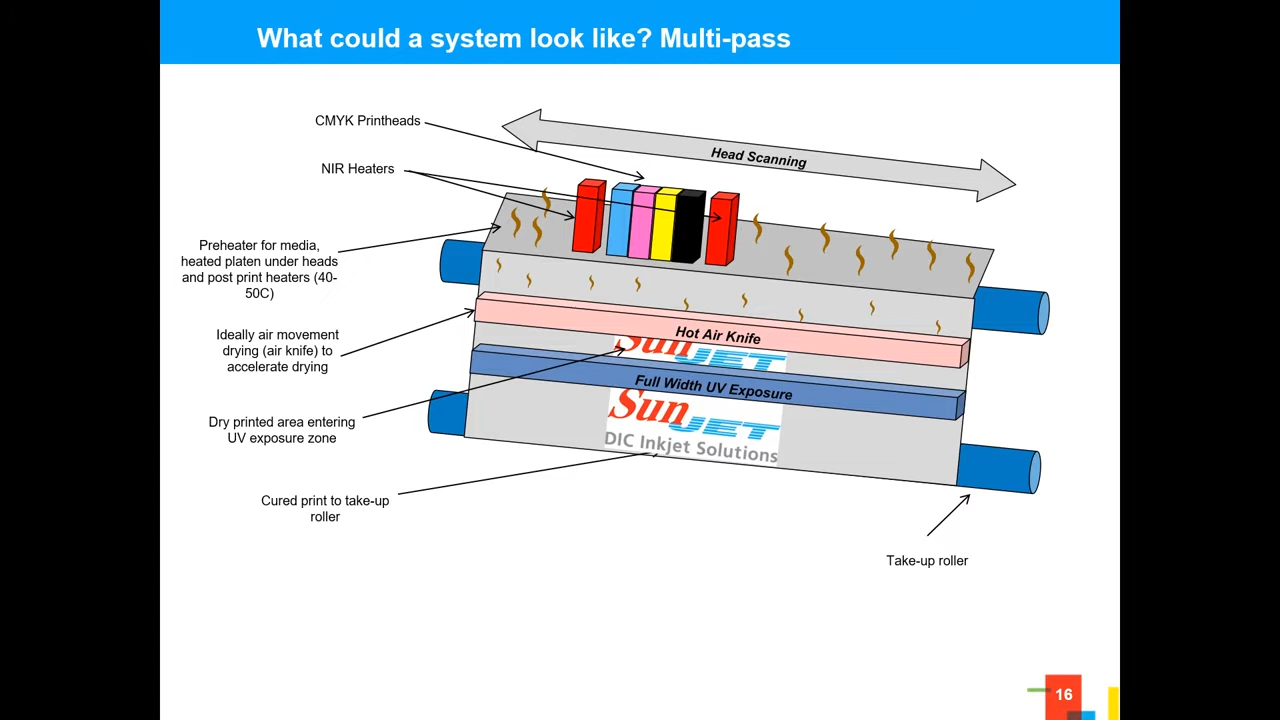 What could a system look like? Multi-pass
CMYK Printheads
Head Scanning
NIR Heaters
Preheater for media,
heated platen under heads
and post print heaters (40-
50C)
Ideally air movement
drying (air knife) to
accelerate drying
Hot Air Knife
Sun JET
Full Width UV Exposure
Dry printed area entering
UV exposure zone
Sun JET
DIC Inkjet Solutions
Cured print to take-up
roller
Take-up roller
16